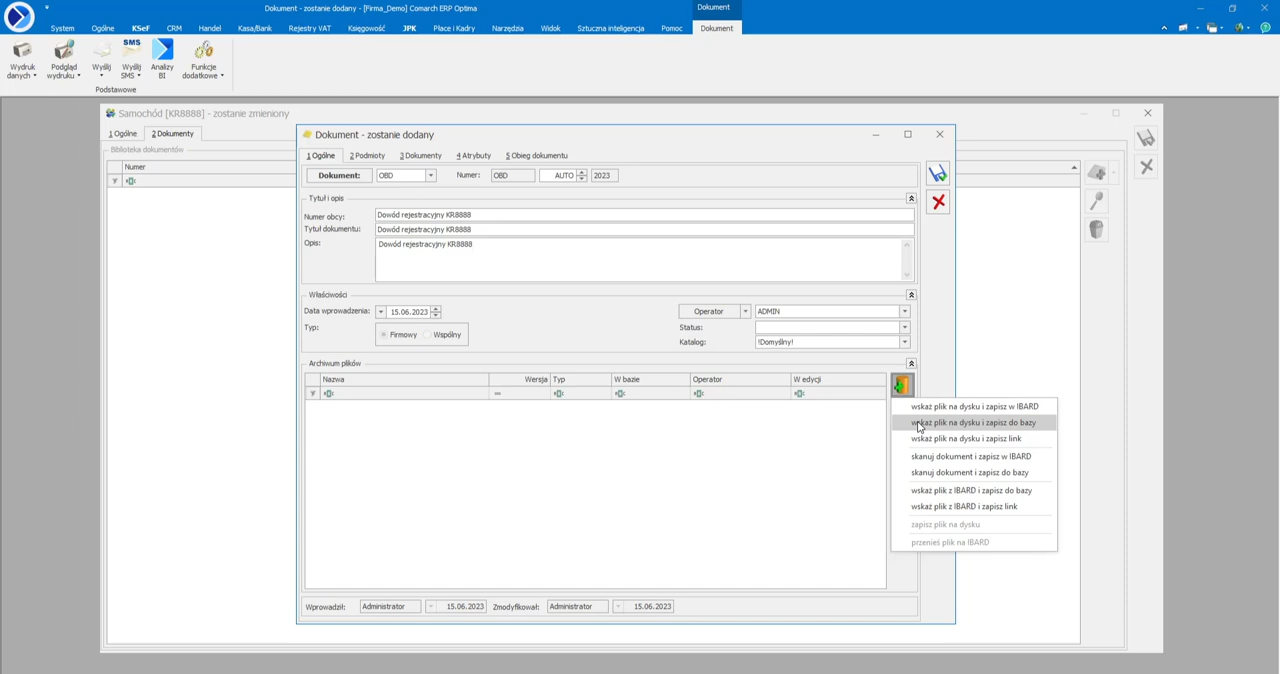 Dokument - zostanie dodany - [Firma_Demo] Comarch ERP Optima
Dokument
System Ogólne KSeF CRM Handel Kasa/Bank Rejestry VAT Księgowość JPK Płace i Kadry Narzędzia Widok Sztuczna inteligencja Pomoc Dokument
SMS
Wydruk danych
Podgląd wydruku
Wyślij
Wyślij SMS
Analizy BI
Funkcje dodatkowe
Podstawowe
Samochód [KR8888] - zostanie zmieniony
1 Ogólne 2 Dokumenty
Biblioteka dokumentów
Numer
Dokument - zostanie dodany
1 Ogólne 2 Podmioty 3 Dokumenty 4 Atrybuty 5 Obieg dokumentu
Dokument: OBD Numer: OBD AUTO 2023
Tytuł i opis
Numer obcy: Dowód rejestracyjny KR8888
Tytuł dokumentu: Dowód rejestracyjny KR8888
Opis: Dowód rejestracyjny KR8888
Właściwości
Data wprowadzenia: 15.06.2023 Operator ADMIN
Typ: Firmowy Wspólny
Status:
Katalog: !Domyślny!
Archiwum plików
Nazwa Wersja Typ W bazie Operator W edycji
wskaż plik na dysku i zapisz w IBARD
wskaż plik na dysku i zapisz do bazy
wskaż plik na dysku i zapisz link
skanuj dokument i zapisz w IBARD
skanuj dokument i zapisz do bazy
wskaż plik z IBARD i zapisz do bazy
wskaż plik z IBARD i zapisz link
zapisz plik na dysku
przenieś plik na IBARD
Wprowadził: Administrator 15.06.2023 Zmodyfikował: Administrator 15.06.2023